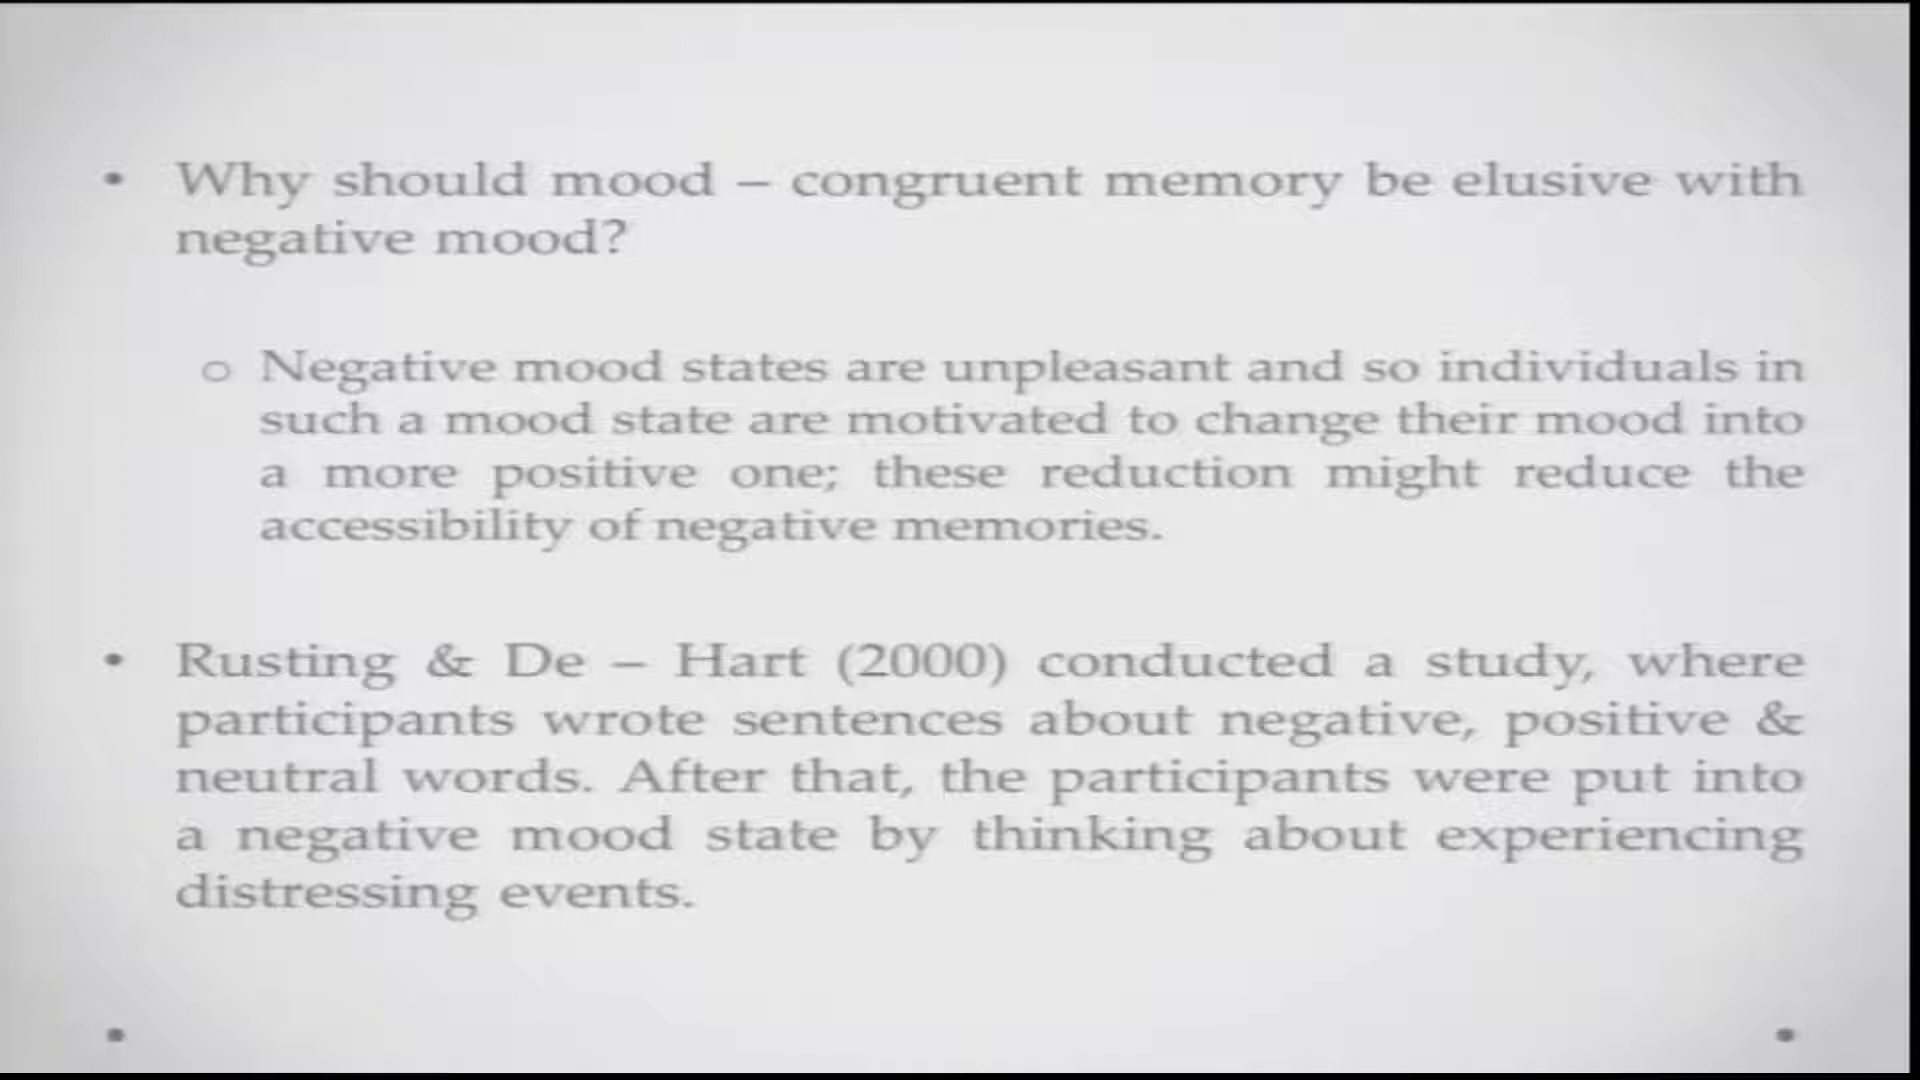 • Why should mood – congruent memory be elusive with
negative mood?
o Negative mood states are unpleasant and so individuals in
such a mood state are motivated to change their mood into
a more positive one; these reduction might reduce the
accessibility of negative memories.
• Rusting & De – Hart (2000) conducted a study, where
participants wrote sentences about negative, positive &
neutral words. After that, the participants were put into
a negative mood state by thinking about experiencing
distressing events.